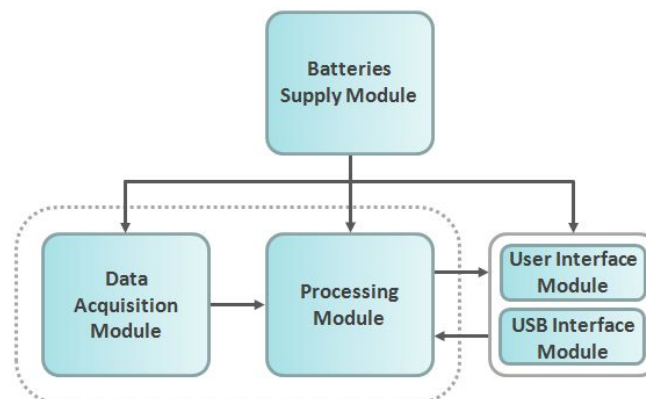 Batteries
Supply Module
Data
Acquisition
Module
Processing
Module
User Interface
Module
USB Interface
Module